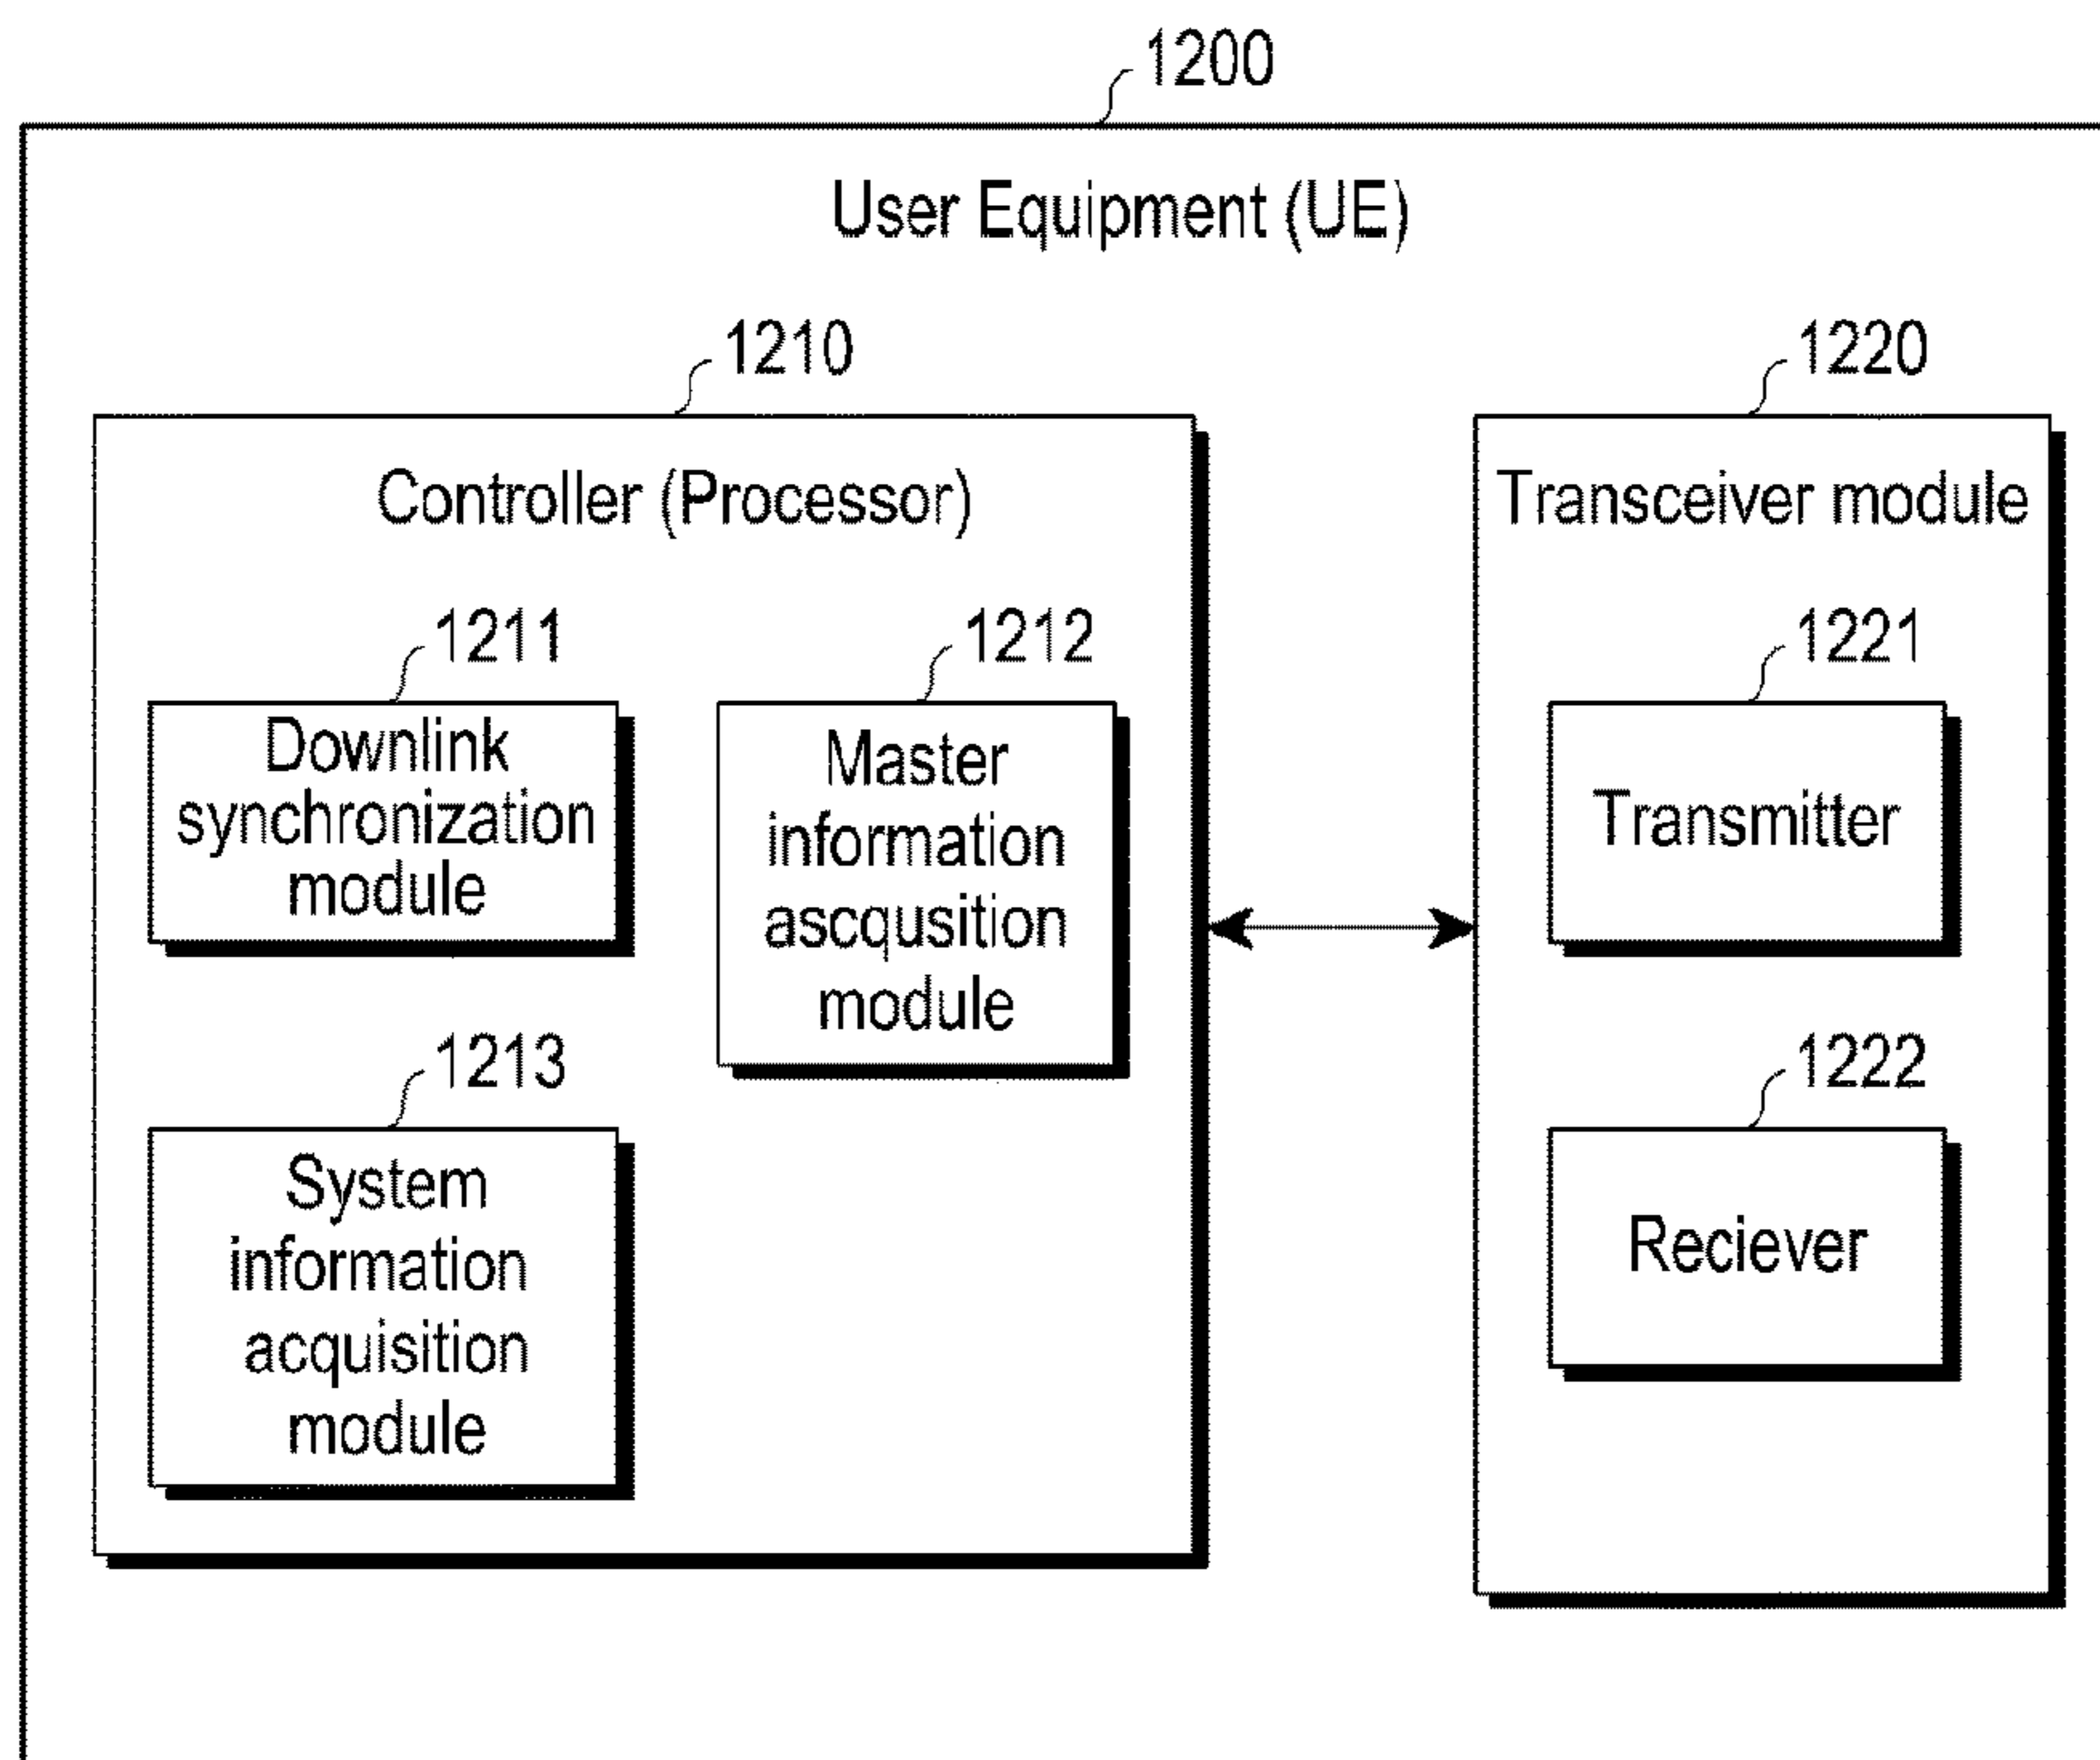 1200
User Equipment (UE)
1210
1220
Controller (Processor)
Transceiver module
1211
1212
1221
Downlink
synchronization
module
Master
information
ascqusition
module
Transmitter
1213
1222
System
information
acquisition
module
Reciever